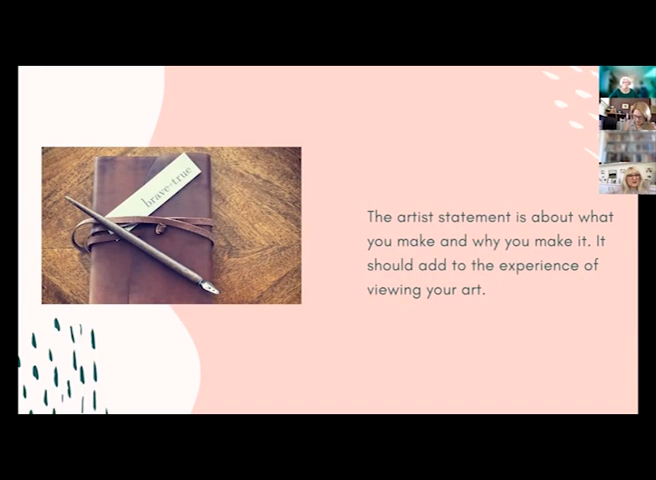 brave+true
The artist statement is about what
you make and why you make it. It
should add to the experience of
viewing your art.